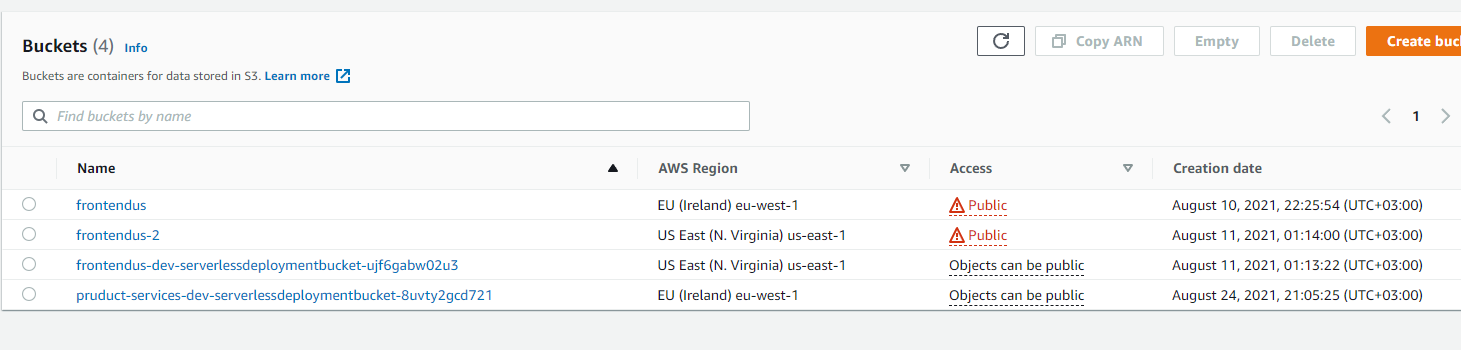 Buckets (4) Info
Copy ARN Empty Delete Create buc
Buckets are containers for data stored in S3. Learn more
Find buckets by name
1
Name AWS Region Access Creation date
frontendus EU (Ireland) eu-west-1 Public August 10, 2021, 22:25:54 (UTC+03:00)
frontendus-2 US East (N. Virginia) us-east-1 Public August 11, 2021, 01:14:00 (UTC+03:00)
frontendus-dev-serverlessdeploymentbucket-ujf6gabw02u3 US East (N. Virginia) us-east-1 Objects can be public August 11, 2021, 01:13:22 (UTC+03:00)
pruduct-services-dev-serverlessdeploymentbucket-8uvty2gcd721 EU (Ireland) eu-west-1 Objects can be public August 24, 2021, 21:05:25 (UTC+03:00)